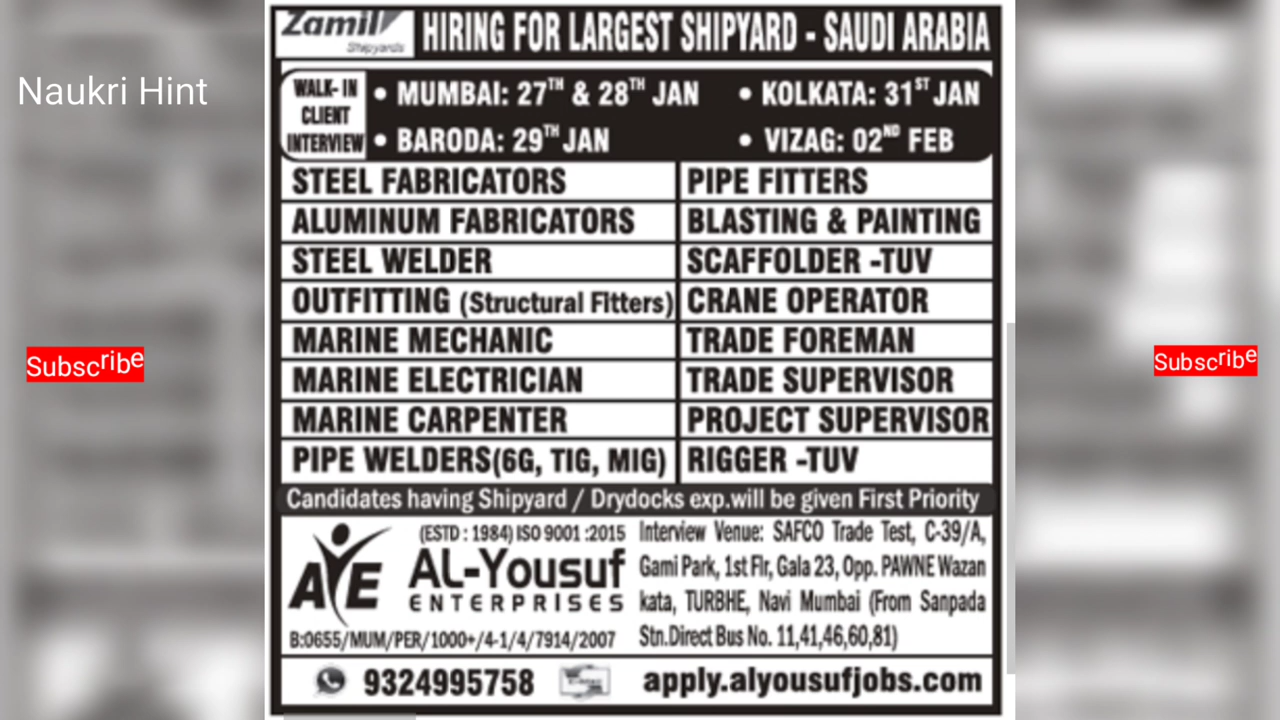 Zamil
Shipyards
HIRING FOR LARGEST SHIPYARD - SAUDI ARABIA
Naukri Hint
WALK-IN
CLIENT
INTERVIEW
• MUMBAI: 27TH & 28TH JAN
• KOLKATA: 31ST JAN
• BARODA: 29TH JAN
• VIZAG: 02ND FEB
STEEL FABRICATORS
PIPE FITTERS
ALUMINUM FABRICATORS
BLASTING & PAINTING
STEEL WELDER
SCAFFOLDER -TUV
OUTFITTING (Structural Fitters)
CRANE OPERATOR
MARINE MECHANIC
TRADE FOREMAN
MARINE ELECTRICIAN
TRADE SUPERVISOR
MARINE CARPENTER
PROJECT SUPERVISOR
PIPE WELDERS(6G, TIG, MIG)
RIGGER -TUV
Subscribe
Subscribe
Candidates having Shipyard / Drydocks exp.will be given First Priority
AYE
(ESTD : 1984) ISO 9001 :2015
AL-Yousuf
ENTERPRISES
B:0655/MUM/PER/1000+/4-1/4/7914/2007
Interview Venue: SAFCO Trade Test, C-39/A,
Gami Park, 1st Flr, Gala 23, Opp. PAWNE Wazan
kata, TURBHE, Navi Mumbai (From Sanpada
Stn.Direct Bus No. 11,41,46,60,81)
9324995758
apply.alyousufjobs.com